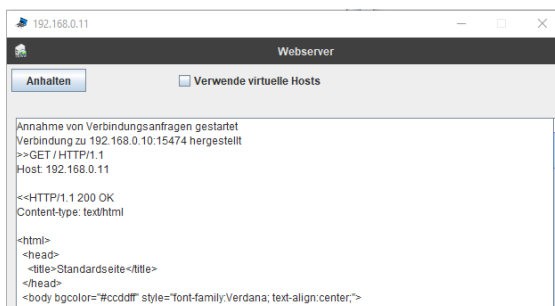 192.168.0.11
Webserver
Anhalten
Verwende virtuelle Hosts
Annahme von Verbindungsanfragen gestartet
Verbindung zu 192.168.0.10:15474 hergestellt
>>GET / HTTP/1.1
Host: 192.168.0.11
<<HTTP/1.1 200 OK
Content-type: text/html
<html>
<head>
<title>Standardseite</title>
</head>
<body bgcolor="#ccddff" style="font-family:Verdana; text-align:center;">